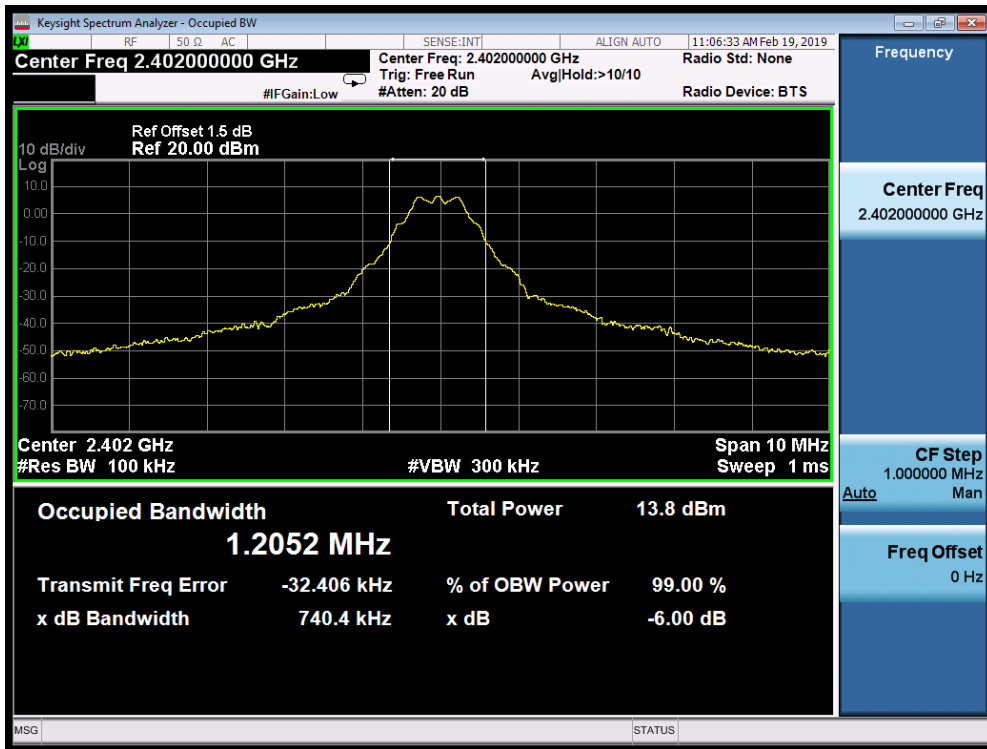 Keysight Spectrum Analyzer - Occupied BW
LXI RF 50 Ω AC SENSE:INT ALIGN AUTO 11:06:33 AM Feb 19, 2019
Center Freq 2.402000000 GHz
Center Freq: 2.402000000 GHz Radio Std: None
Trig: Free Run Avg|Hold:>10/10
#IFGain:Low #Atten: 20 dB Radio Device: BTS
Ref Offset 1.5 dB
10 dB/div Ref 20.00 dBm
Log
10.0
0.00
-10.0
-20.0
-30.0
-40.0
-50.0
-60.0
-70.0
Center 2.402 GHz Span 10 MHz
#Res BW 100 kHz #VBW 300 kHz Sweep 1 ms
Occupied Bandwidth Total Power 13.8 dBm
1.2052 MHz
Transmit Freq Error -32.406 kHz % of OBW Power 99.00 %
x dB Bandwidth 740.4 kHz x dB -6.00 dB
MSG STATUS
Frequency
Center Freq
2.402000000 GHz
CF Step
1.000000 MHz
Auto Man
Freq Offset
0 Hz